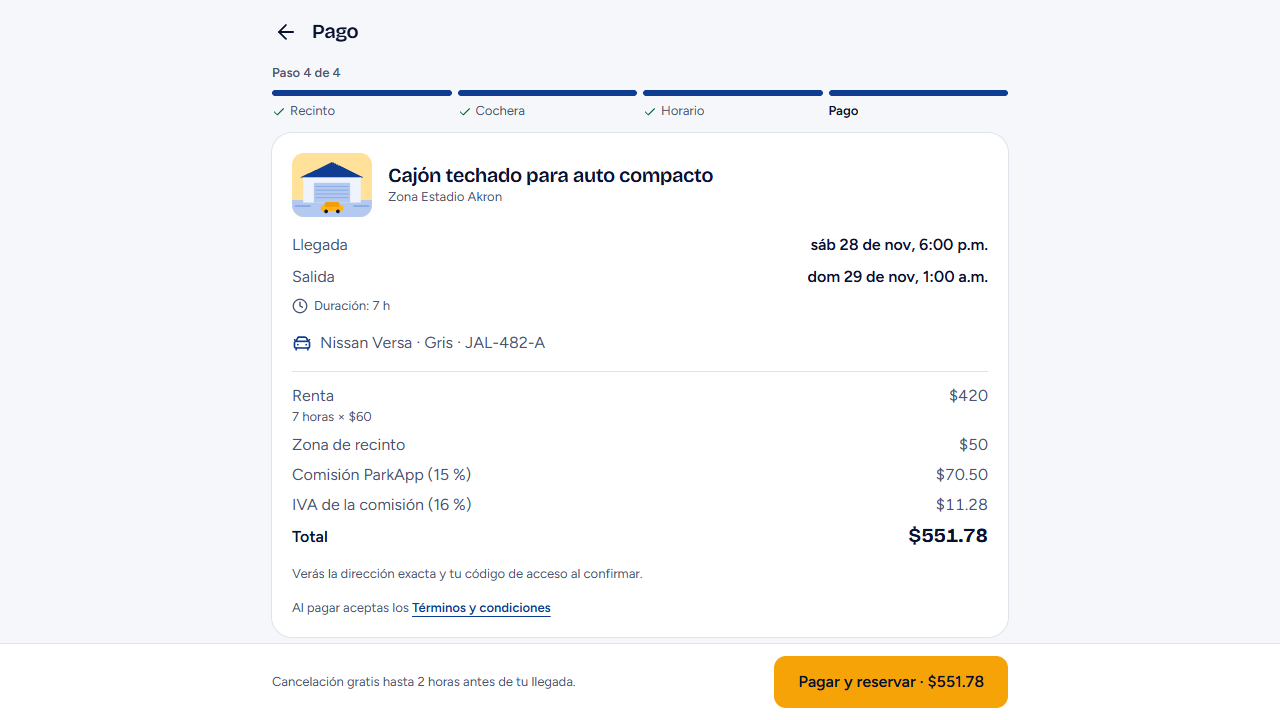 Pago
Paso 4 de 4
Recinto
Cochera
Horario
Pago
Cajón techado para auto compacto
Zona Estadio Akron
Llegada sáb 28 de nov, 6:00 p.m.
Salida dom 29 de nov, 1:00 a.m.
Duración: 7 h
Nissan Versa · Gris · JAL-482-A
Renta $420
7 horas × $60
Zona de recinto $50
Comisión ParkApp (15 %) $70.50
IVA de la comisión (16 %) $11.28
Total $551.78
Verás la dirección exacta y tu código de acceso al confirmar.
Al pagar aceptas los Términos y condiciones
Cancelación gratis hasta 2 horas antes de tu llegada.
Pagar y reservar · $551.78